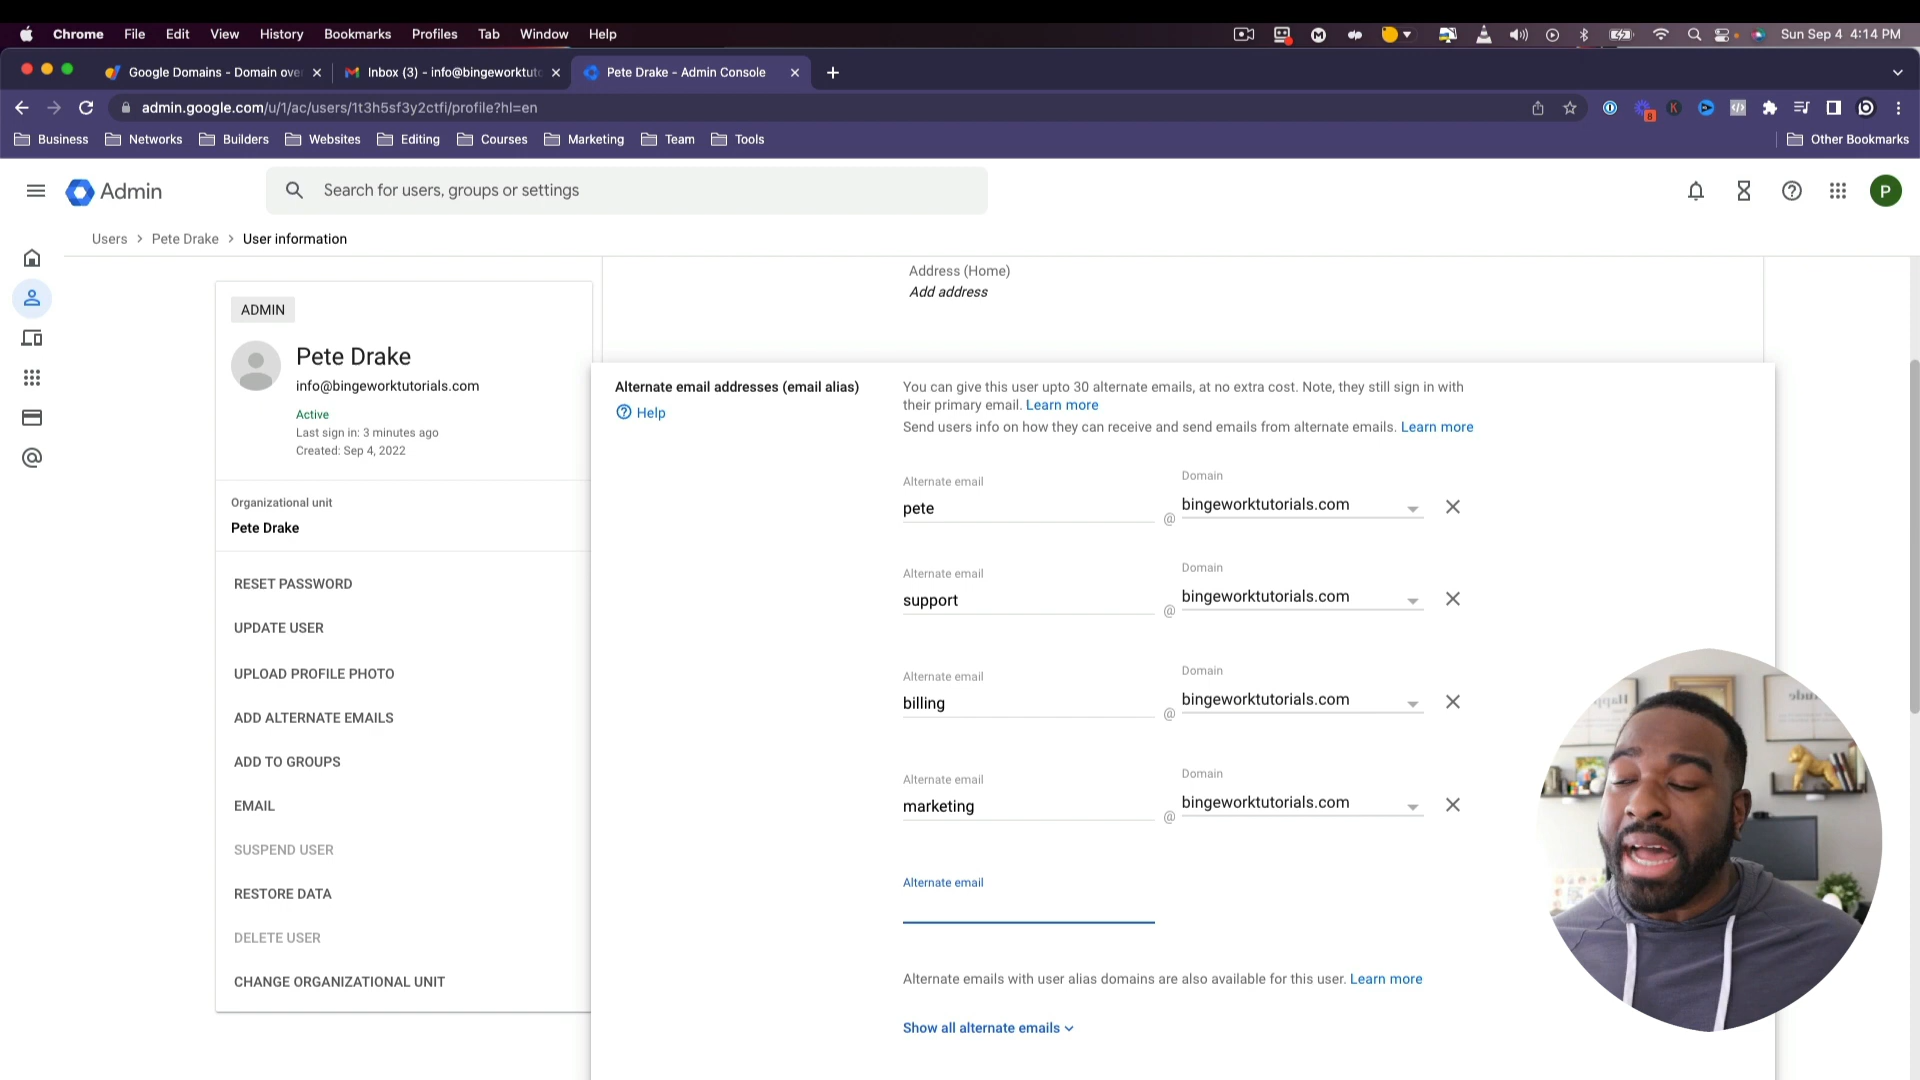 Chrome File Edit View History Bookmarks Profiles Tab Window Help Sun Sep 4 4:14 PM
Google Domains - Domain over Inbox (3) - info@bingeworktuto Pete Drake - Admin Console
admin.google.com/u/1/ac/users/1t3h5sf3y2ctfi/profile?hl=en
Business Networks Builders Websites Editing Courses Marketing Team Tools Other Bookmarks
Admin Search for users, groups or settings P
Users > Pete Drake > User information
Address (Home)
Add address
ADMIN
Pete Drake
info@bingeworktutorials.com
Active
Last sign in: 3 minutes ago
Created: Sep 4, 2022
Organizational unit
Pete Drake
RESET PASSWORD
UPDATE USER
UPLOAD PROFILE PHOTO
ADD ALTERNATE EMAILS
ADD TO GROUPS
EMAIL
SUSPEND USER
RESTORE DATA
DELETE USER
CHANGE ORGANIZATIONAL UNIT
Alternate email addresses (email alias)
Help
You can give this user upto 30 alternate emails, at no extra cost. Note, they still sign in with
their primary email. Learn more
Send users info on how they can receive and send emails from alternate emails. Learn more
Alternate email Domain
pete @ bingeworktutorials.com
Alternate email Domain
support @ bingeworktutorials.com
Alternate email Domain
billing @ bingeworktutorials.com
Alternate email Domain
marketing @ bingeworktutorials.com
Alternate email
Alternate emails with user alias domains are also available for this user. Learn more
Show all alternate emails